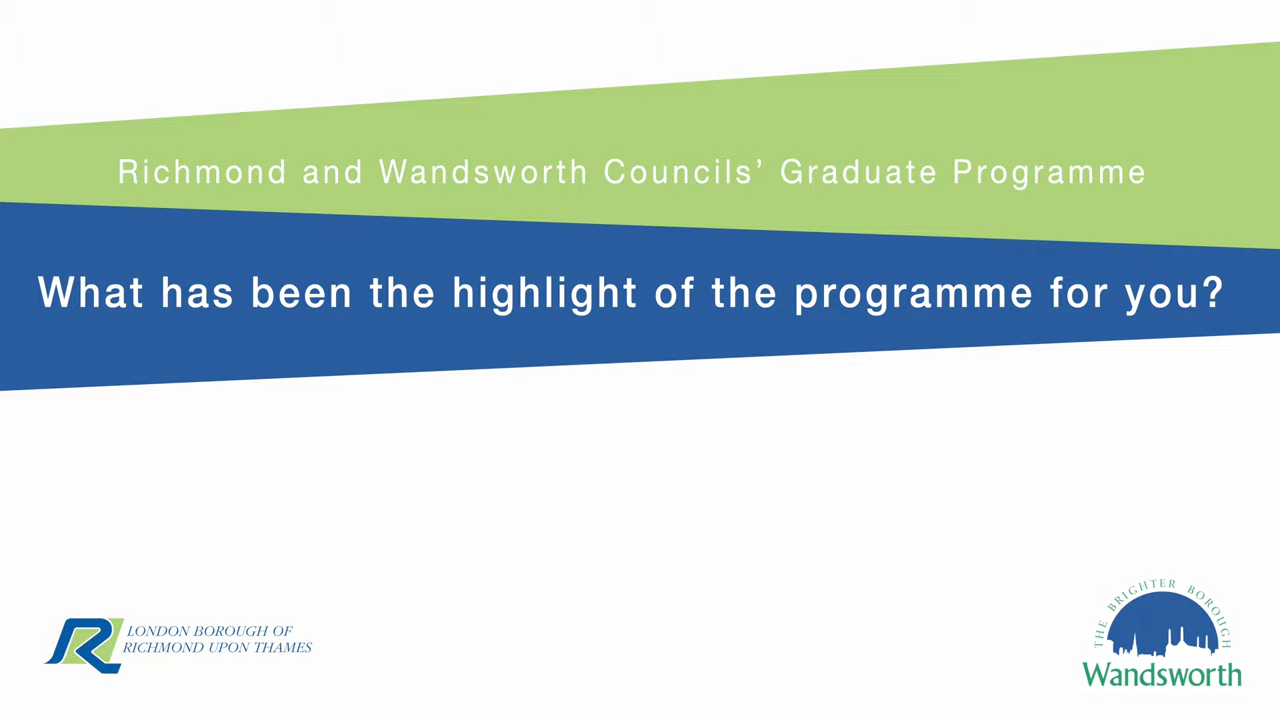 Richmond and Wandsworth Councils’ Graduate Programme
What has been the highlight of the programme for you?
LONDON BOROUGH OF
RICHMOND UPON THAMES
THE BRIGHTER BOROUGH
Wandsworth